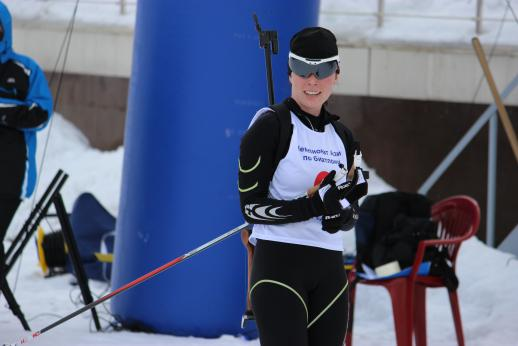 Чемпионат Азии
по биатлону